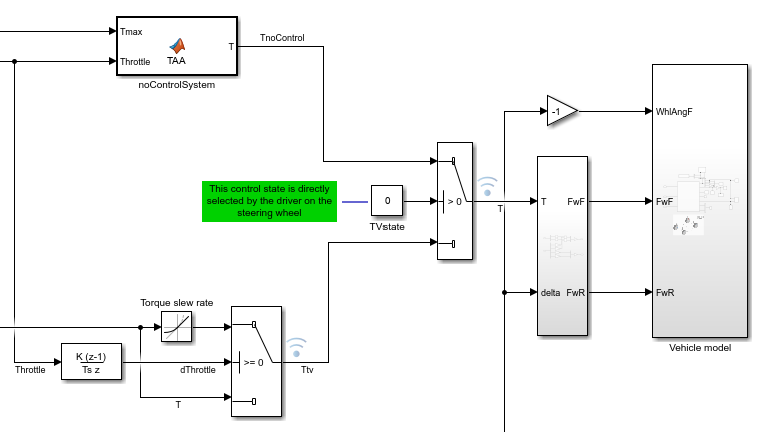 Tmax
Throttle
TAA
T
noControlSystem
TnoControl
This control state is directly
selected by the driver on the
steering wheel
0
TVstate
> 0
T
-1
WhlAngF
T
FwF
FwF
delta
FwR
FwR
Vehicle model
Torque slew rate
K (z-1)
Ts z
Throttle
dThrottle
T
>= 0
Ttv